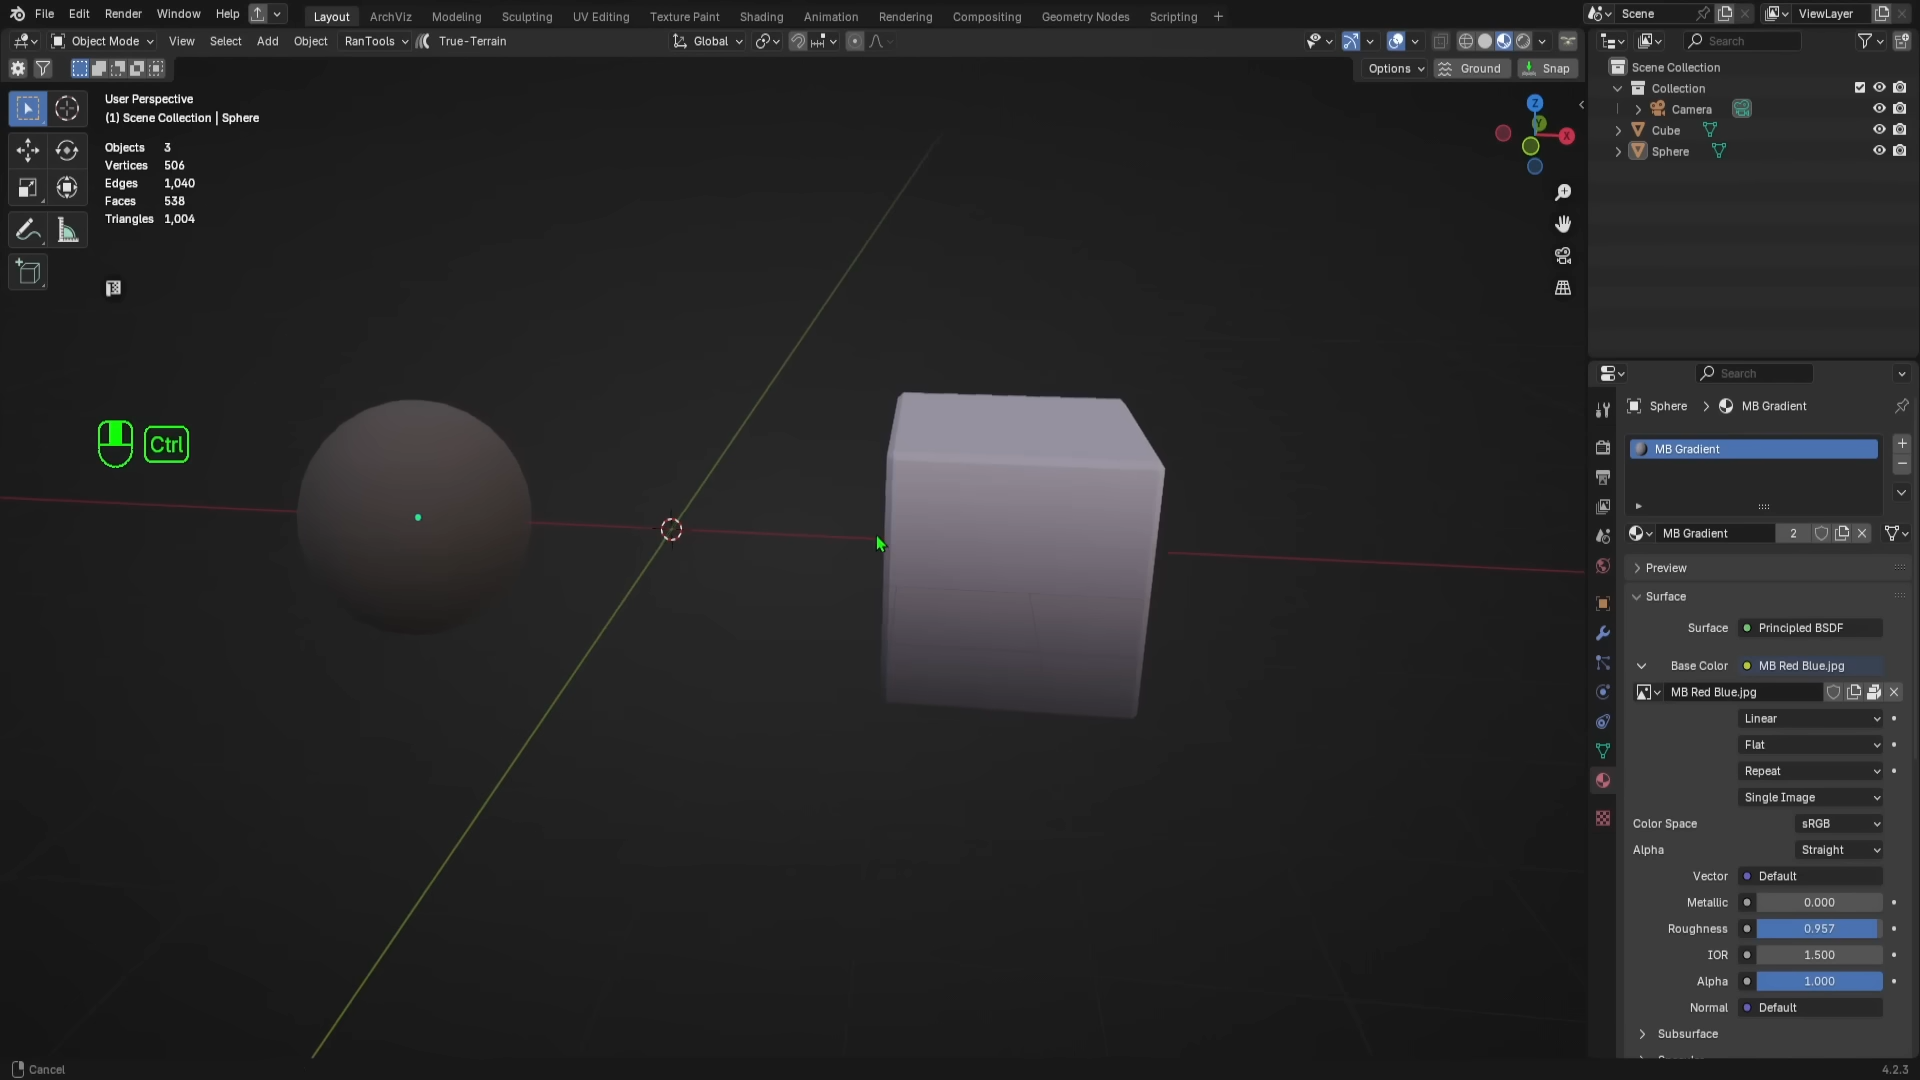 File Edit Render Window Help
Layout ArchViz Modeling Sculpting UV Editing Texture Paint Shading Animation Rendering Compositing Geometry Nodes Scripting +
Scene
ViewLayer
Object Mode View Select Add Object RanTools True-Terrain
Global
Search
Options Ground Snap
User Perspective
(1) Scene Collection | Sphere
Objects 3
Vertices 506
Edges 1,040
Faces 538
Triangles 1,004
Z
Y
X
Ctrl
Scene Collection
Collection
Camera
Cube
Sphere
Search
Sphere > MB Gradient
MB Gradient
MB Gradient 2
Preview
Surface
Surface Principled BSDF
Base Color MB Red Blue.jpg
MB Red Blue.jpg
Linear
Flat
Repeat
Single Image
Color Space sRGB
Alpha Straight
Vector Default
Metallic 0.000
Roughness 0.957
IOR 1.500
Alpha 1.000
Normal Default
Subsurface
Cancel
4.2.3